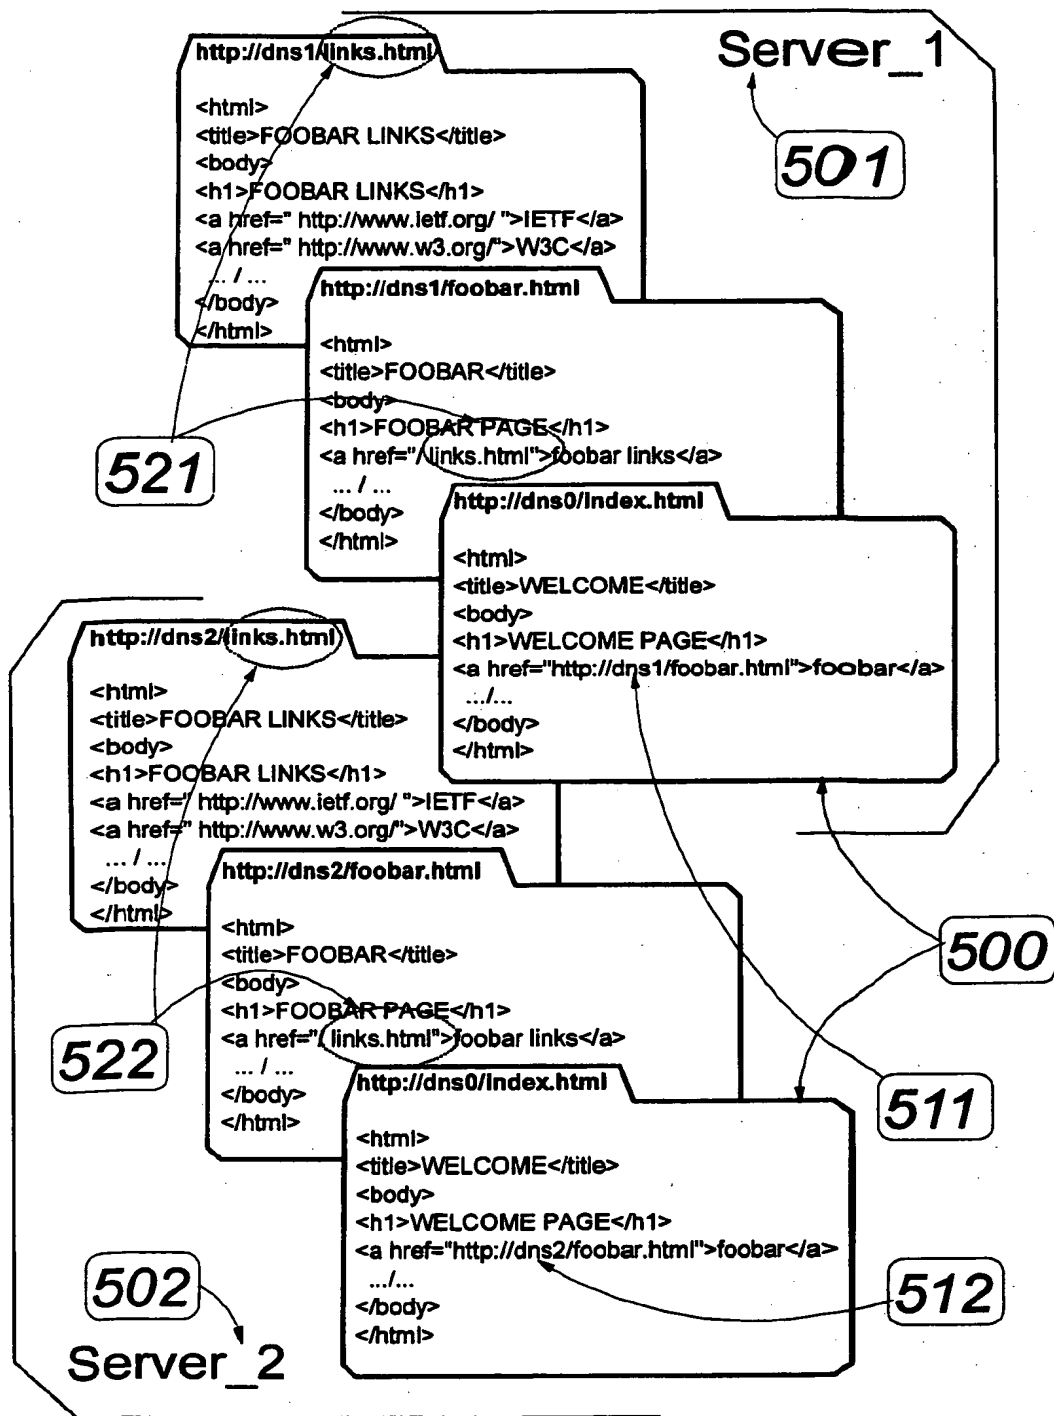 http://dns1/links.html
Server_1
<html>
<title>FOOBAR LINKS</title>
<body>
<h1>FOOBAR LINKS</h1>
<a href=" http://www.ietf.org/ ">IETF</a>
<a href=" http://www.w3.org/">W3C</a>
... / ...
</body>
</html>
501
http://dns1/foobar.html
<html>
<title>FOOBAR</title>
<body>
<h1>FOOBAR PAGE</h1>
<a href="/links.html">foobar links</a>
... / ...
</body>
</html>
521
http://dns0/index.html
<html>
<title>WELCOME</title>
<body>
<h1>WELCOME PAGE</h1>
<a href="http://dns1/foobar.html">foobar</a>
.../...
</body>
</html>
http://dns2/links.html
<html>
<title>FOOBAR LINKS</title>
<body>
<h1>FOOBAR LINKS</h1>
<a href=" http://www.ietf.org/ ">IETF</a>
<a href=" http://www.w3.org/">W3C</a>
... / ...
</body>
</html>
http://dns2/foobar.html
<html>
<title>FOOBAR</title>
<body>
<h1>FOOBAR PAGE</h1>
<a href="/ links.html">foobar links</a>
... / ...
</body>
</html>
500
522
511
http://dns0/index.html
<html>
<title>WELCOME</title>
<body>
<h1>WELCOME PAGE</h1>
<a href="http://dns2/foobar.html">foobar</a>
.../...
</body>
</html>
502
512
Server_2